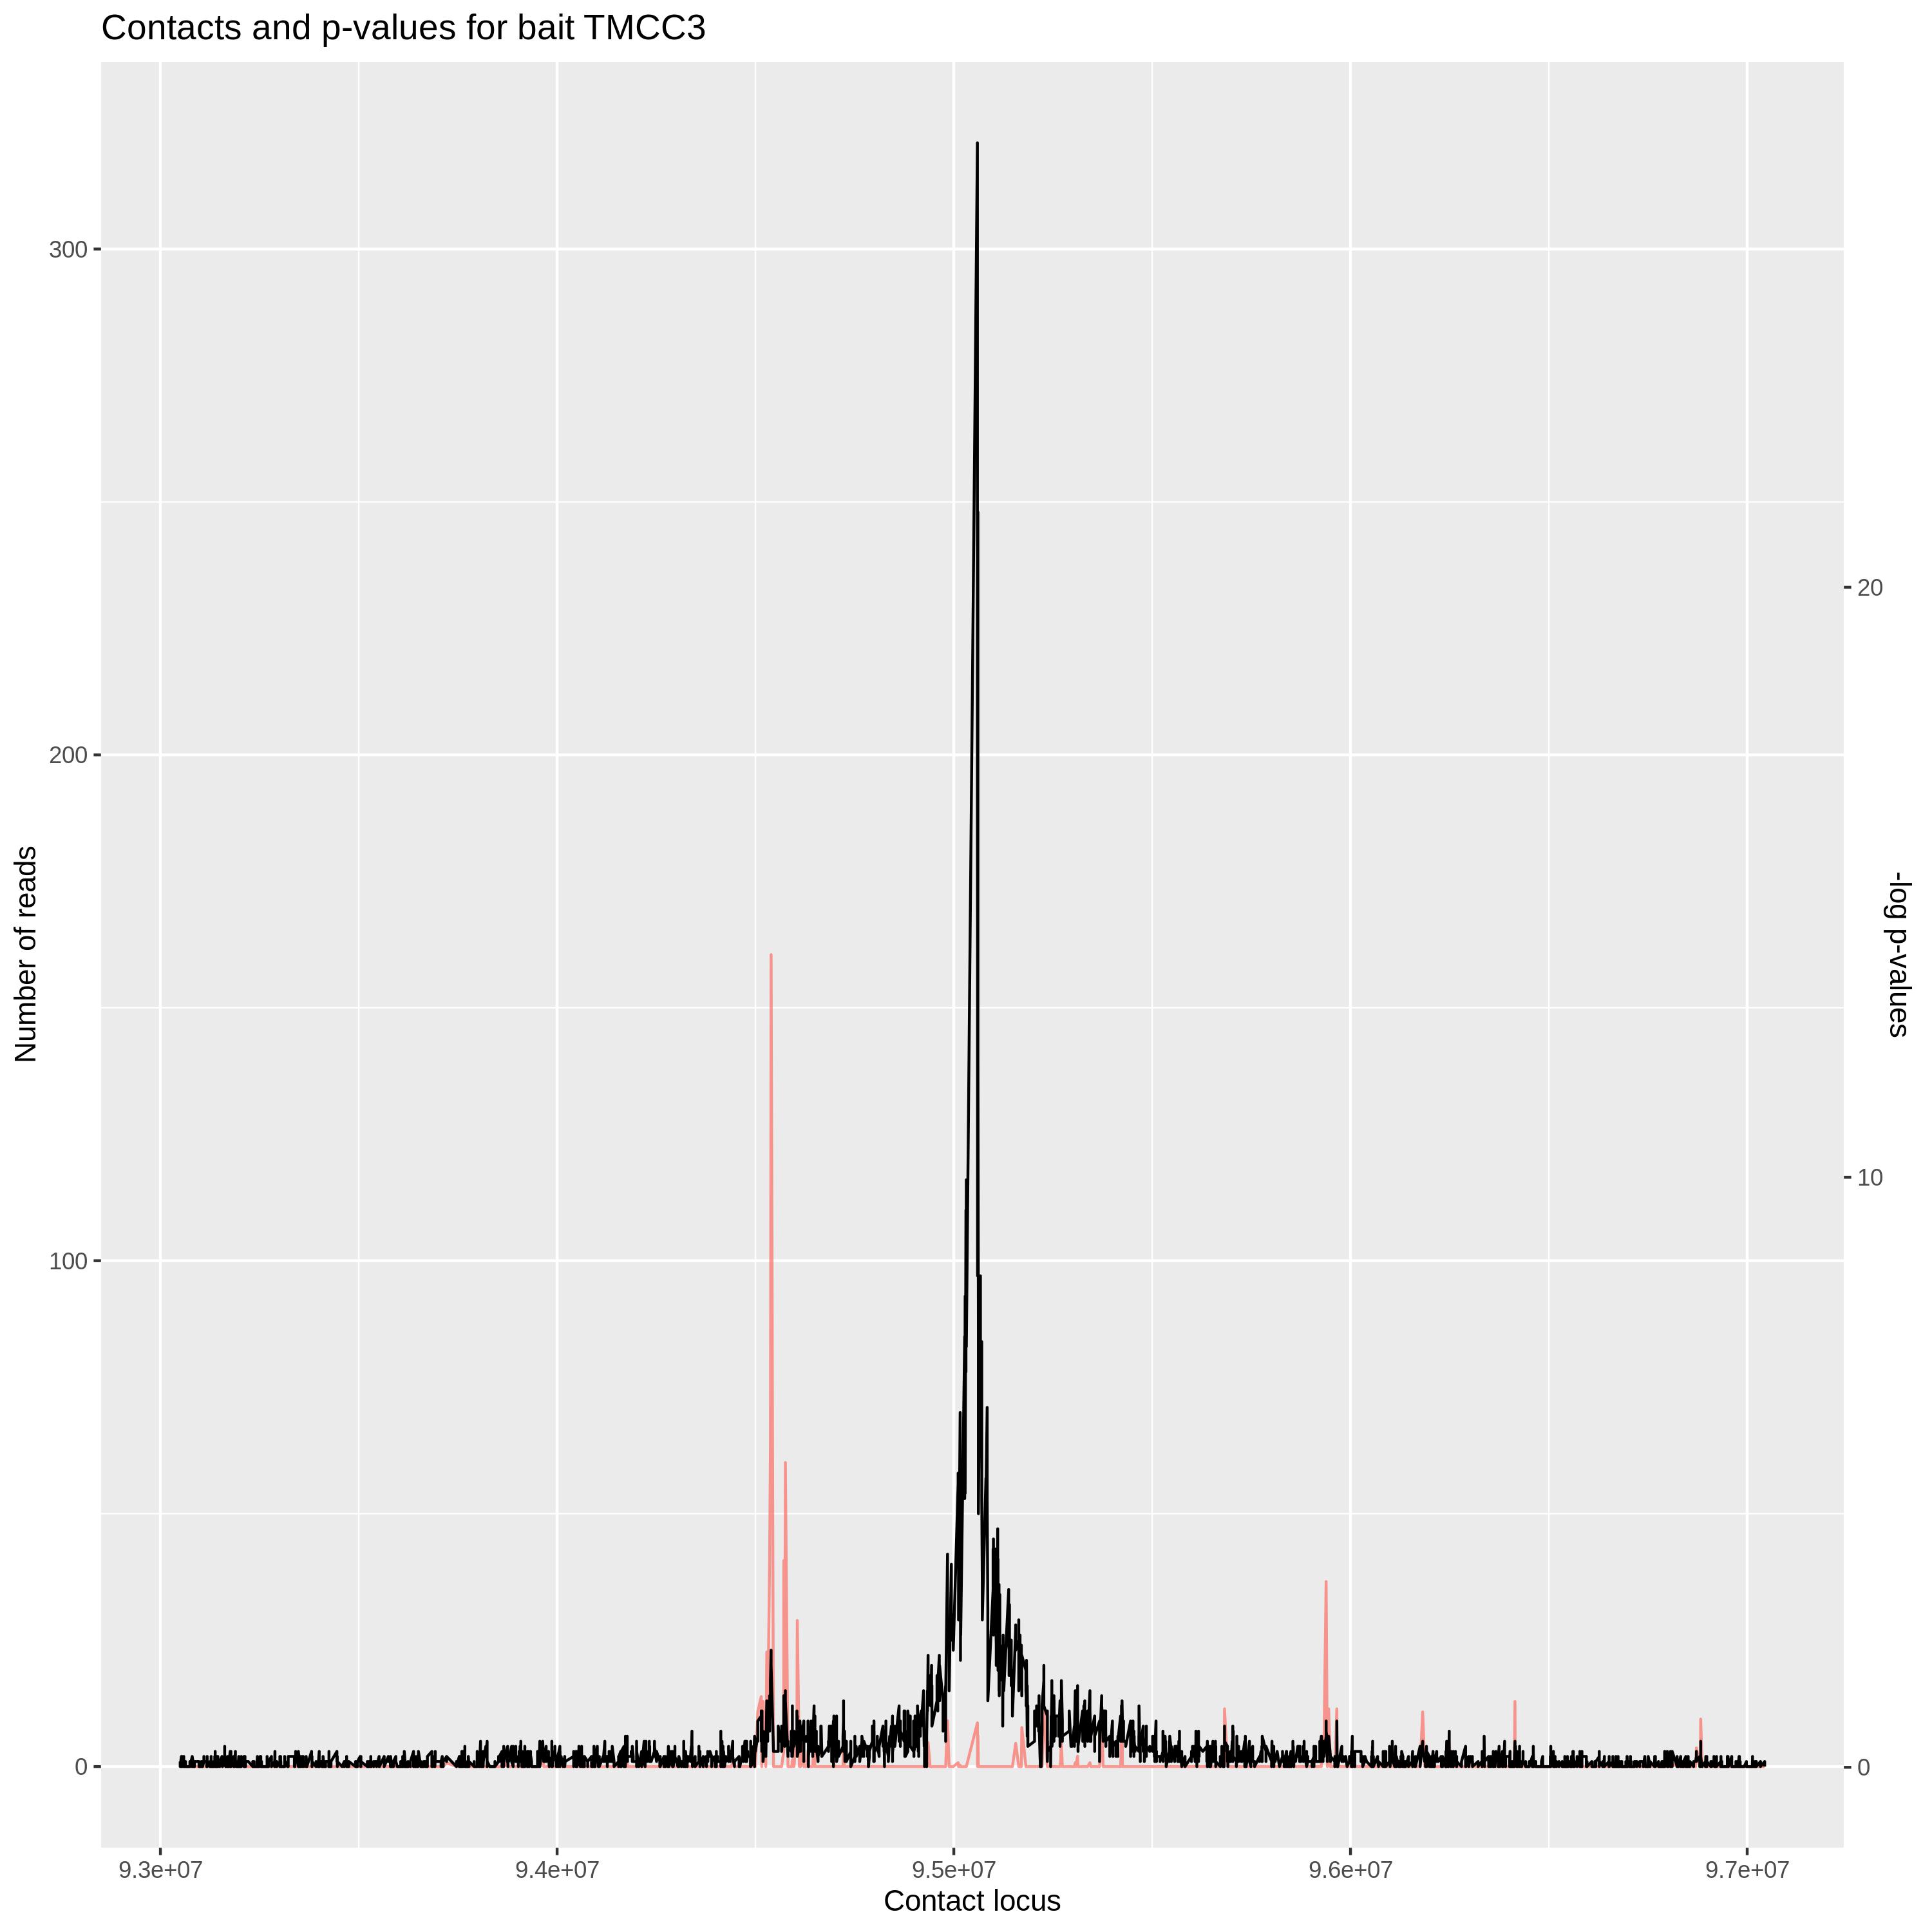 Contacts and p-values for bait TMCC3
Number of reads
300
200
100
0
-log p-values
20
10
0
9.3e+07 9.4e+07 9.5e+07 9.6e+07 9.7e+07
Contact locus